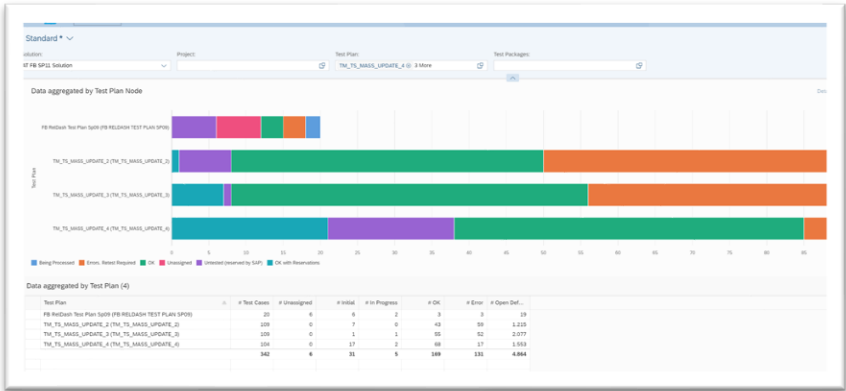 Standard *
olution:
Project:
Test Plan:
Test Packages:
AT FB SP11 Solution
TM_TS_MASS_UPDATE_4 3 More
Data aggregated by Test Plan Node
FB RelDash Test Plan Sp09 (FB RELDASH TEST PLAN SP09)
TM_TS_MASS_UPDATE_2 (TM_TS_MASS_UPDATE_2)
TM_TS_MASS_UPDATE_3 (TM_TS_MASS_UPDATE_3)
TM_TS_MASS_UPDATE_4 (TM_TS_MASS_UPDATE_4)
Test Plan
0 5 10 15 20 25 30 35 40 45 50 55 60 65 70 75 80 85
Being Processed Errors, Retest Required OK Unassigned Untested (reserved by SAP) OK with Reservations
Data aggregated by Test Plan (4)
Test Plan # Test Cases # Unassigned # Initial # In Progress # OK # Error # Open Def...
FB RelDash Test Plan Sp09 (FB RELDASH TEST PLAN SP09) 20 6 6 2 3 3 19
TM_TS_MASS_UPDATE_2 (TM_TS_MASS_UPDATE_2) 109 0 7 0 43 59 1.215
TM_TS_MASS_UPDATE_3 (TM_TS_MASS_UPDATE_3) 109 0 1 1 55 52 2.077
TM_TS_MASS_UPDATE_4 (TM_TS_MASS_UPDATE_4) 104 0 17 2 68 17 1.553
342 6 31 5 169 131 4.864